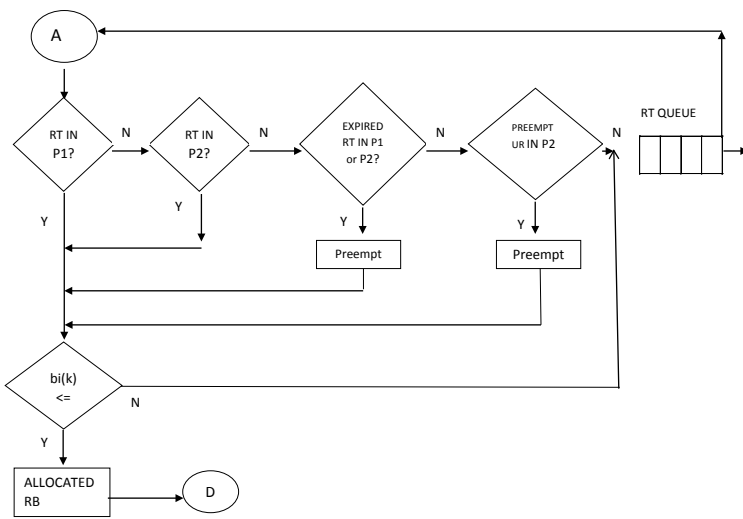 A
RT IN
P1?
N
RT IN
P2?
N
EXPIRED
RT IN P1
or P2?
N
PREEMPT
UR IN P2
N
RT QUEUE
Y
Y
Y
Y
Preempt
Preempt
bi(k)
<=
N
Y
ALLOCATED
RB
D